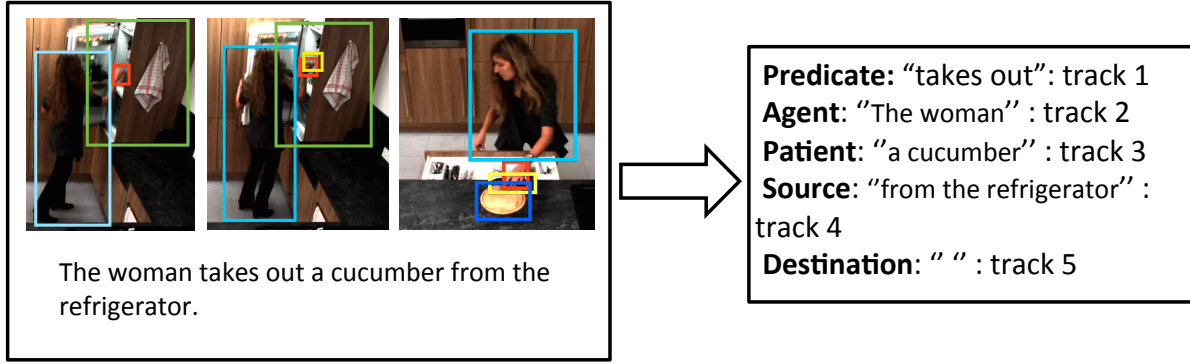 The woman takes out a cucumber from the
refrigerator.
Predicate: “takes out”: track 1
Agent: ‘’The woman’’ : track 2
Patient: ‘’a cucumber’’ : track 3
Source: ‘’from the refrigerator’’ :
track 4
Destination: ‘’ ‘’ : track 5